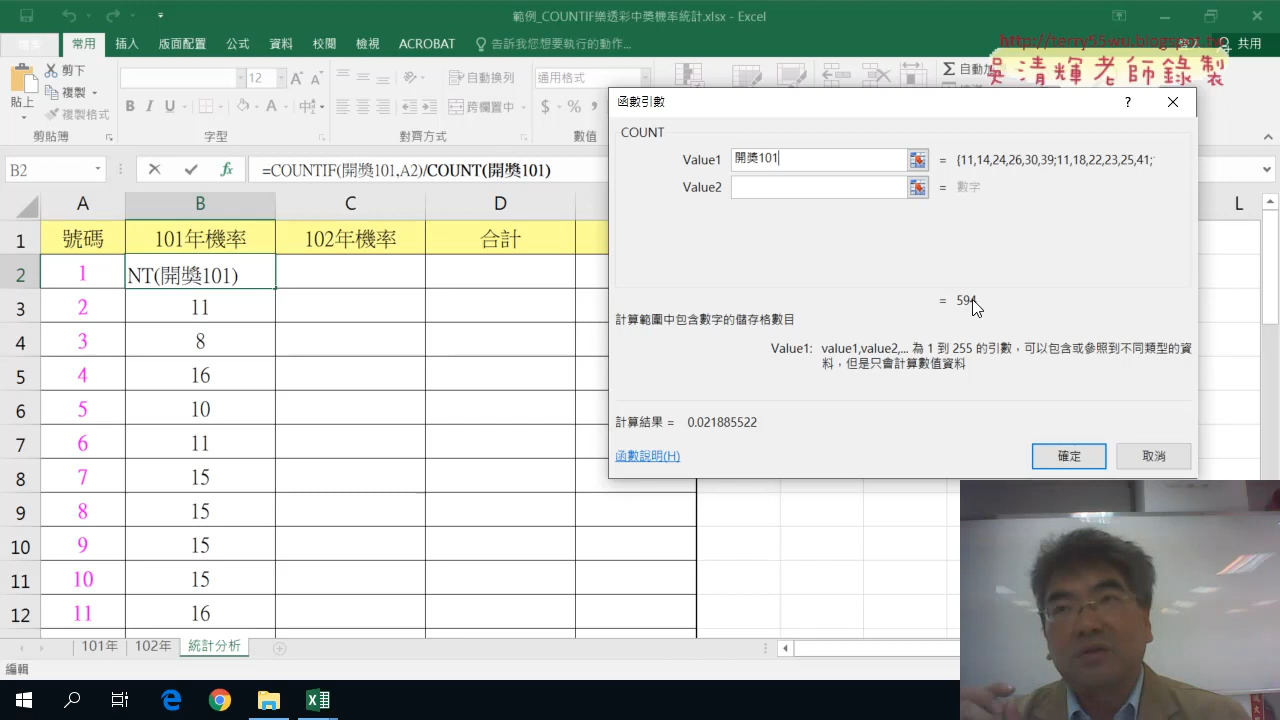 範例_COUNTIF樂透彩中獎機率統計.xlsx - Excel
常用 插入 版面配置 公式 資料 校閱 檢視 ACROBAT 告訴我您想要執行的動作... 共用
http://terry55wu.blogspot.tw
吳清輝老師錄製
貼上 剪下 複製 複製格式 12 自動換列 跨欄置中 通用格式
B I U $ %
剪貼簿 字型 對齊方式 數值
B2 =COUNTIF(開獎101,A2)/COUNT(開獎101)
A B C D L
1 號碼 101年機率 102年機率 合計
2 1 NT(開獎101)
3 2 11
4 3 8
5 4 16
6 5 10
7 6 11
8 7 15
9 8 15
10 9 15
11 10 15
12 11 16
函數引數 ?
COUNT
Value1 開獎101 = {11,14,24,26,30,39;11,18,22,23,25,41;
Value2 = 數字
= 594
計算範圍中包含數字的儲存格數目
Value1: value1,value2,... 為 1 到 255 的引數，可以包含或參照到不同類型的資
料，但是只會計算數值資料
計算結果 = 0.021885522
函數說明(H) 確定 取消
101年 102年 統計分析
編輯